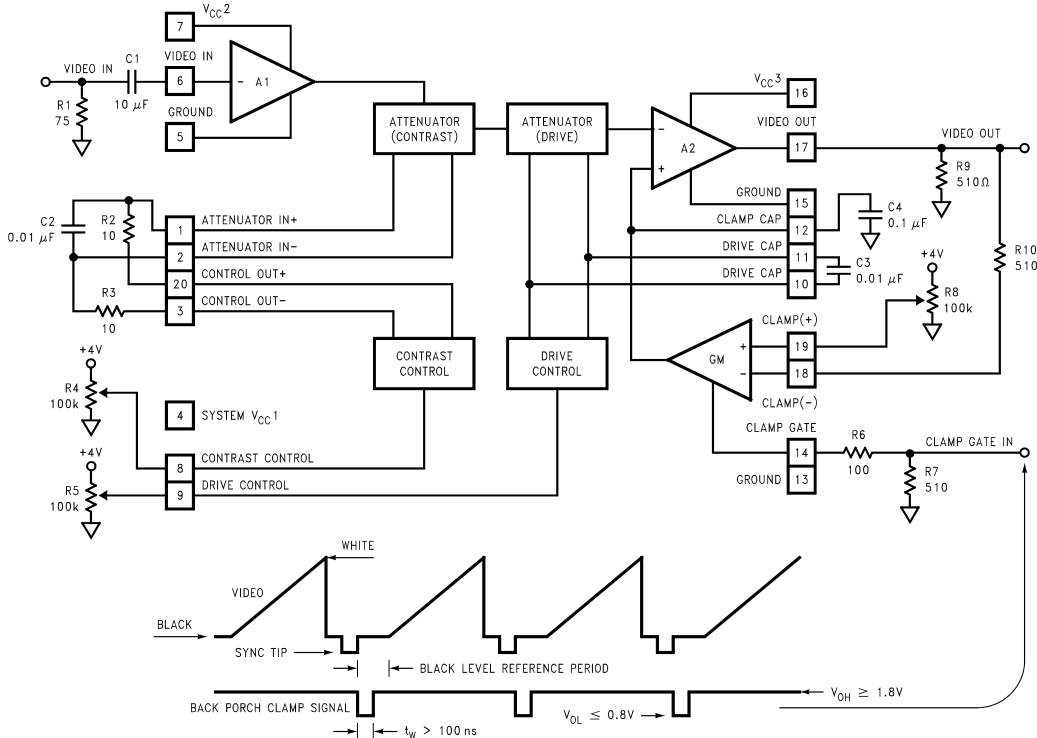 VCC2
7
VIDEO IN
C1
VIDEO IN
6
10 µF
R1
75
GROUND
5
−
A1
ATTENUATOR
(CONTRAST)
ATTENUATOR
(DRIVE)
−
+
A2
VCC3
16
VIDEO OUT
17
VIDEO OUT
R9
510Ω
GROUND
15
CLAMP CAP
12
C4
0.1 µF
DRIVE CAP
11
DRIVE CAP
10
C3
0.01 µF
R10
510
C2
0.01 µF
R2
10
1
ATTENUATOR IN+
2
ATTENUATOR IN−
20
CONTROL OUT+
3
CONTROL OUT−
R3
10
+4V
R8
100k
CLAMP(+)
19
18
CLAMP(−)
+
−
GM
CONTRAST
CONTROL
DRIVE
CONTROL
+4V
R4
100k
4
SYSTEM VCC1
8
CONTRAST CONTROL
9
DRIVE CONTROL
+4V
R5
100k
CLAMP GATE
14
R6
100
CLAMP GATE IN
GROUND
13
R7
510
WHITE
VIDEO
BLACK
SYNC TIP
BLACK LEVEL REFERENCE PERIOD
BACK PORCH CLAMP SIGNAL
VOL ≤ 0.8V
VOH ≥ 1.8V
tW > 100 ns